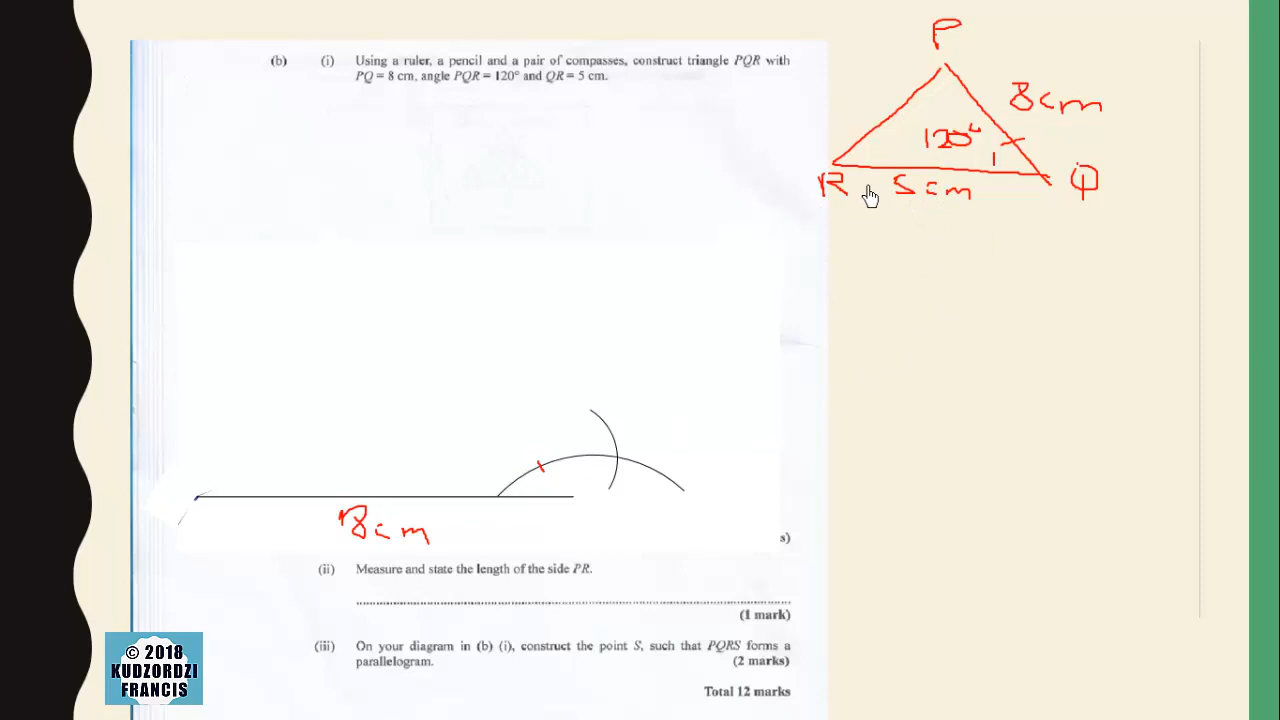 P
(b) (i) Using a ruler, a pencil and a pair of compasses, construct triangle PQR with
PQ = 8 cm, angle PQR = 120° and QR = 5 cm.
8cm
120°
R 5cm Q
8cm
s)
(ii) Measure and state the length of the side PR.
(1 mark)
(iii) On your diagram in (b) (i), construct the point S, such that PQRS forms a
parallelogram. (2 marks)
Total 12 marks
© 2018
KUDZORDZI
FRANCIS